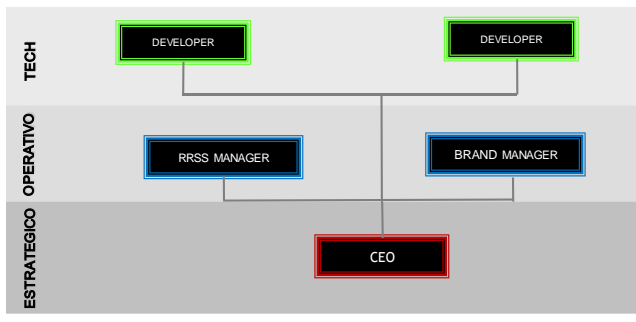 TECH
DEVELOPER
DEVELOPER
OPERATIVO
RRSS MANAGER
BRAND MANAGER
ESTRATEGICO
CEO